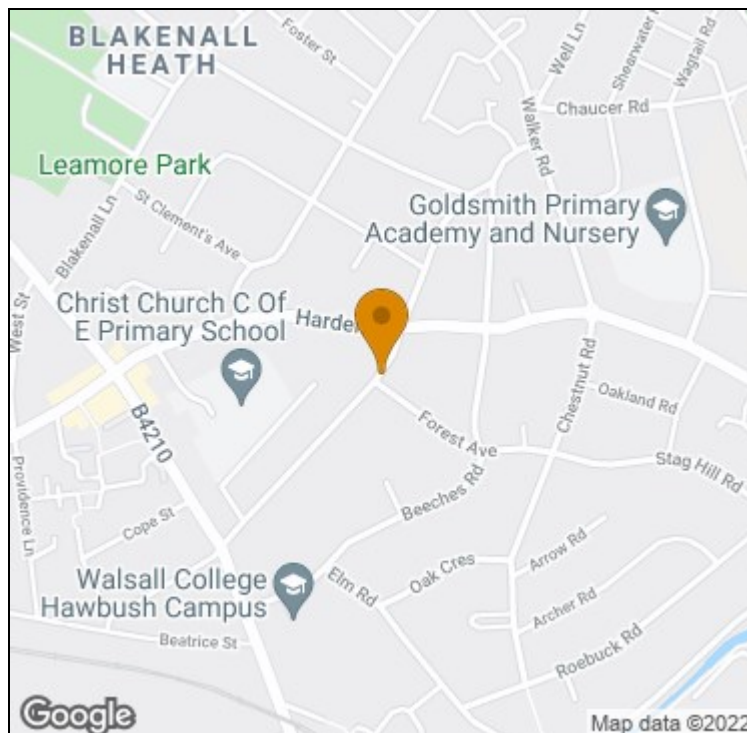 BLAKENALL
HEATH
Foster St
Well Ln
Shearwater
Wagtail Rd
Chaucer Rd
Walker Rd
Leamore Park
St Clement's Ave
Blakenall Ln
Goldsmith Primary
Academy and Nursery
West St
Christ Church C Of
E Primary School
Harde
Chestnut Rd
Oakland Rd
B4210
Forest Ave
Stag Hill Rd
Providence Ln
Cope St
Beeches Rd
Walsall College
Hawbush Campus
Elm Rd
Oak Cres
Arrow Rd
Archer Rd
Beatrice St
Roebuck Rd
Google
Map data ©2022